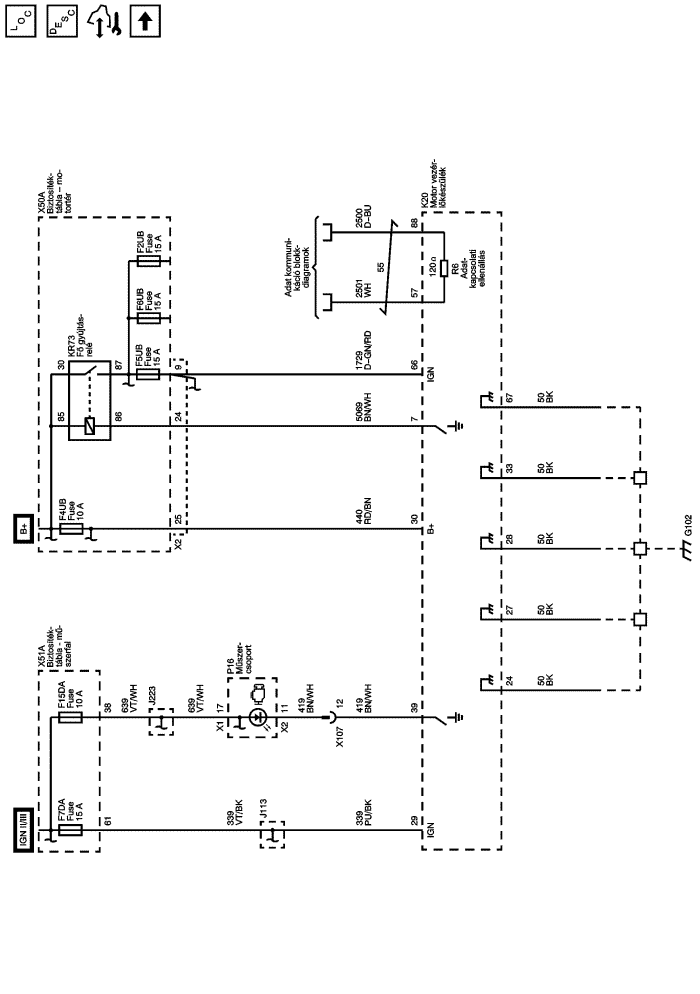 LOC
DESC
B+
X50A
Biztosíték-
tábla – mo-
tortér
F4UB
Fuse
10 A
KR73
Fő gyújtás-
relé
30
87
85
86
F2UB
Fuse
15 A
F6UB
Fuse
15 A
F5UB
Fuse
15 A
9
24
25
X2
Adat kommuni-
káció blokk-
diagramok
2500
D–BU
88
55
2501
WH
57
K20
Motor vezér-
lőkészülék
120 Ω
R6
Adat-
kapcsolati
ellenállás
1729
D–GN/RD
66
IGN
5069
BN/WH
7
440
RD/BN
30
B+
67
50
BK
33
50
BK
28
50
BK
27
50
BK
24
50
BK
G102
IGN II/III
X51A
Biztosíték-
tábla - mű-
szerfal
F15DA
Fuse
10 A
38
639
VT/WH
J223
639
VT/WH
17
X1
P16
Műszer-
csoport
11
X2
419
BN/WH
12
X107
419
BN/WH
39
F7DA
Fuse
15 A
61
339
VT/BK
J113
339
PU/BK
29
IGN